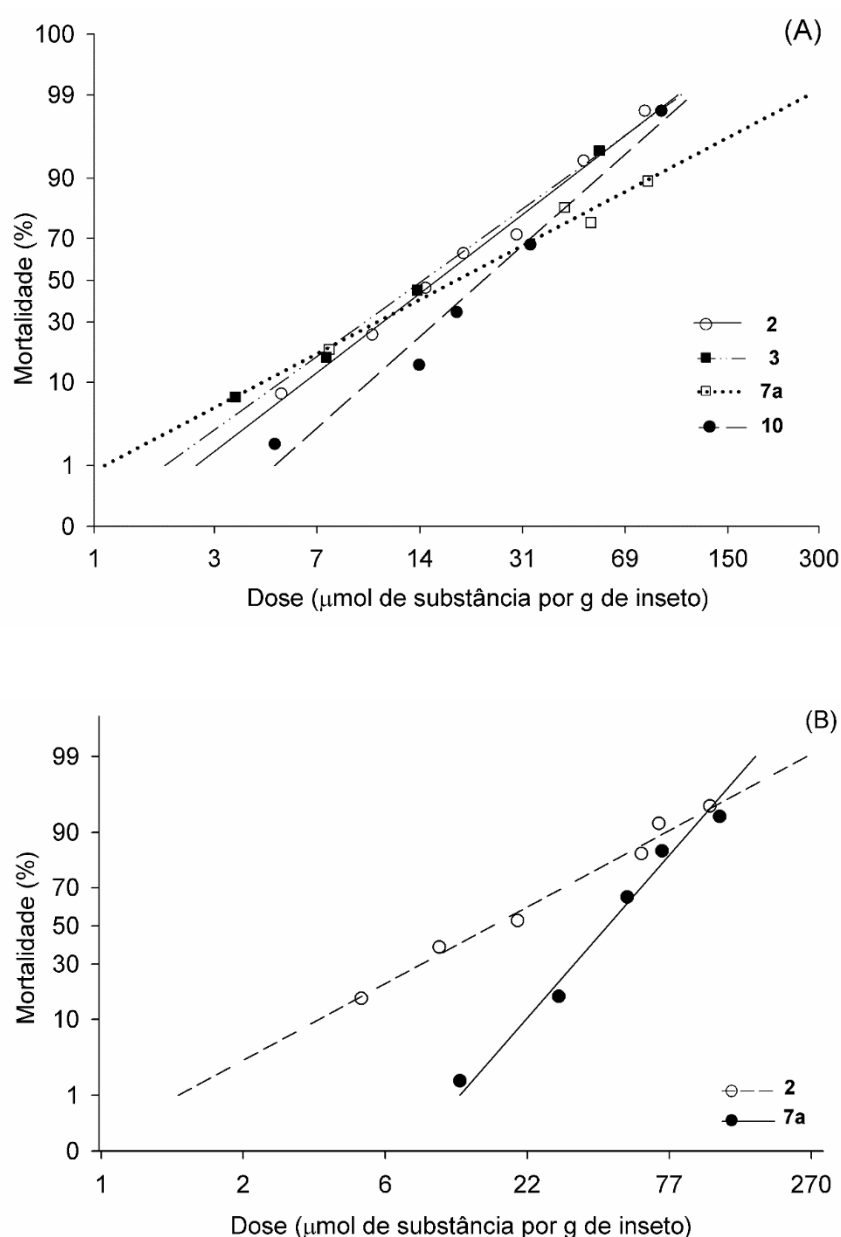 (A)
100
99
90
70
50
30
10
1
0
Mortalidade (%)
2
3
7a
10
1 3 7 14 31 69 150 300
Dose (μmol de substância por g de inseto)
(B)
99
90
70
50
30
10
1
0
Mortalidade (%)
2
7a
1 2 6 22 77 270
Dose (μmol de substância por g de inseto)